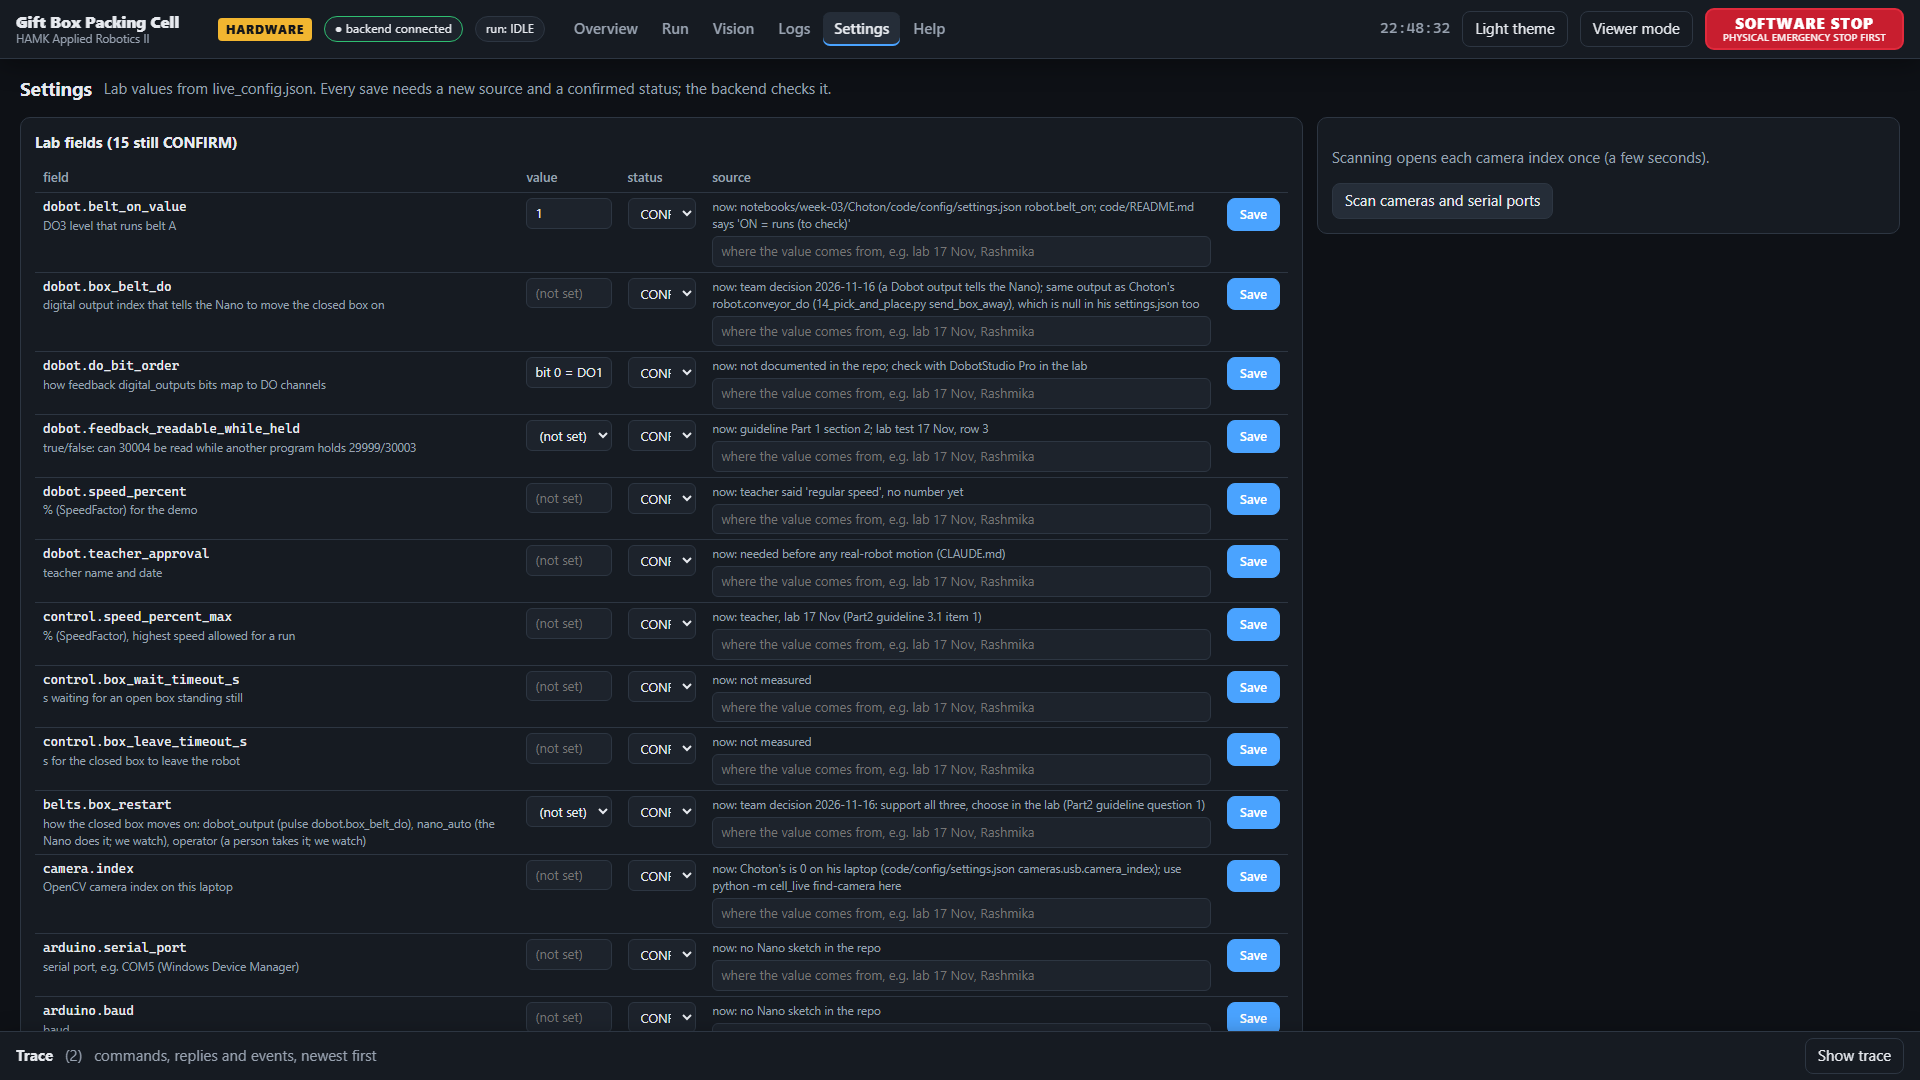 Gift Box Packing Cell
HAMK Applied Robotics II
HARDWARE
● backend connected
run: IDLE
Overview
Run
Vision
Logs
Settings
Help
22:48:32
Light theme
Viewer mode
SOFTWARE STOP
PHYSICAL EMERGENCY STOP FIRST
Settings Lab values from live_config.json. Every save needs a new source and a confirmed status; the backend checks it.
Lab fields (15 still CONFIRM)
field value status source
dobot.belt_on_value
DO3 level that runs belt A
1
CONF
now: notebooks/week-03/Choton/code/config/settings.json robot.belt_on; code/README.md
says 'ON = runs (to check)'
where the value comes from, e.g. lab 17 Nov, Rashmika
Save
dobot.box_belt_do
digital output index that tells the Nano to move the closed box on
(not set)
CONF
now: team decision 2026-11-16 (a Dobot output tells the Nano); same output as Choton's
robot.conveyor_do (14_pick_and_place.py send_box_away), which is null in his settings.json too
where the value comes from, e.g. lab 17 Nov, Rashmika
Save
dobot.do_bit_order
how feedback digital_outputs bits map to DO channels
bit 0 = DO1
CONF
now: not documented in the repo; check with DobotStudio Pro in the lab
where the value comes from, e.g. lab 17 Nov, Rashmika
Save
dobot.feedback_readable_while_held
true/false: can 30004 be read while another program holds 29999/30003
(not set)
CONF
now: guideline Part 1 section 2; lab test 17 Nov, row 3
where the value comes from, e.g. lab 17 Nov, Rashmika
Save
dobot.speed_percent
% (SpeedFactor) for the demo
(not set)
CONF
now: teacher said 'regular speed', no number yet
where the value comes from, e.g. lab 17 Nov, Rashmika
Save
dobot.teacher_approval
teacher name and date
(not set)
CONF
now: needed before any real-robot motion (CLAUDE.md)
where the value comes from, e.g. lab 17 Nov, Rashmika
Save
control.speed_percent_max
% (SpeedFactor), highest speed allowed for a run
(not set)
CONF
now: teacher, lab 17 Nov (Part2 guideline 3.1 item 1)
where the value comes from, e.g. lab 17 Nov, Rashmika
Save
control.box_wait_timeout_s
s waiting for an open box standing still
(not set)
CONF
now: not measured
where the value comes from, e.g. lab 17 Nov, Rashmika
Save
control.box_leave_timeout_s
s for the closed box to leave the robot
(not set)
CONF
now: not measured
where the value comes from, e.g. lab 17 Nov, Rashmika
Save
belts.box_restart
how the closed box moves on: dobot_output (pulse dobot.box_belt_do), nano_auto (the
Nano does it; we watch), operator (a person takes it; we watch)
(not set)
CONF
now: team decision 2026-11-16: support all three, choose in the lab (Part2 guideline question 1)
where the value comes from, e.g. lab 17 Nov, Rashmika
Save
camera.index
OpenCV camera index on this laptop
(not set)
CONF
now: Choton's is 0 on his laptop (code/config/settings.json cameras.usb.camera_index); use
python -m cell_live find-camera here
where the value comes from, e.g. lab 17 Nov, Rashmika
Save
arduino.serial_port
serial port, e.g. COM5 (Windows Device Manager)
(not set)
CONF
now: no Nano sketch in the repo
where the value comes from, e.g. lab 17 Nov, Rashmika
Save
arduino.baud
baud
(not set)
CONF
now: no Nano sketch in the repo
Save
Scanning opens each camera index once (a few seconds).
Scan cameras and serial ports
Trace (2) commands, replies and events, newest first
Show trace